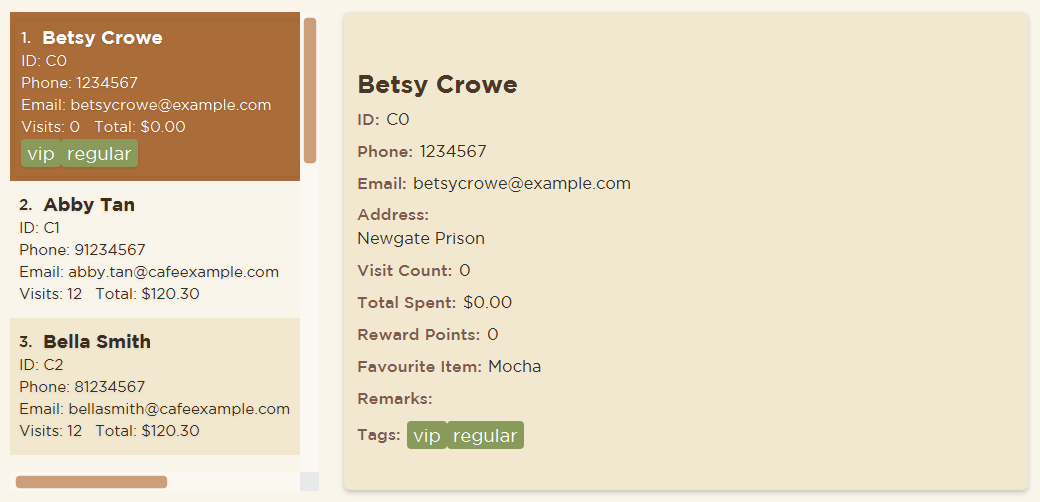 1. Betsy Crowe
ID: C0
Phone: 1234567
Email: betsycrowe@example.com
Visits: 0 Total: $0.00
vip regular
2. Abby Tan
ID: C1
Phone: 91234567
Email: abby.tan@cafeexample.com
Visits: 12 Total: $120.30
3. Bella Smith
ID: C2
Phone: 81234567
Email: bellasmith@cafeexample.com
Visits: 12 Total: $120.30
Betsy Crowe
ID: C0
Phone: 1234567
Email: betsycrowe@example.com
Address:
Newgate Prison
Visit Count: 0
Total Spent: $0.00
Reward Points: 0
Favourite Item: Mocha
Remarks:
Tags: vip regular